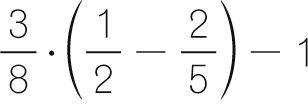 3/8 · (1/2 − 2/5) − 1